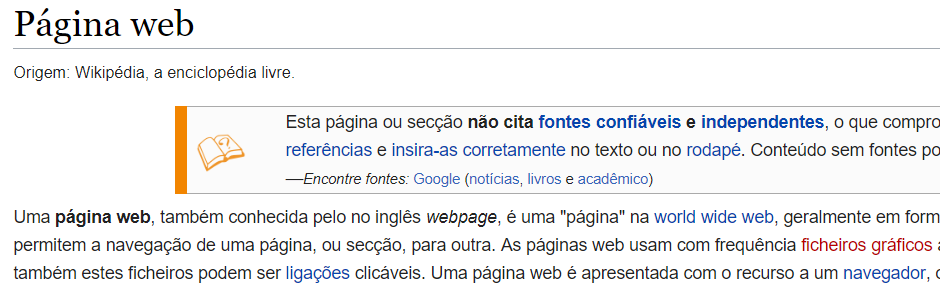 Página web
Origem: Wikipédia, a enciclopédia livre.
Esta página ou secção não cita fontes confiáveis e independentes, o que compro
referências e insira-as corretamente no texto ou no rodapé. Conteúdo sem fontes po
—Encontre fontes: Google (notícias, livros e acadêmico)
Uma página web, também conhecida pelo no inglês webpage, é uma "página" na world wide web, geralmente em form
permitem a navegação de uma página, ou secção, para outra. As páginas web usam com frequência ficheiros gráficos
também estes ficheiros podem ser ligações clicáveis. Uma página web é apresentada com o recurso a um navegador,